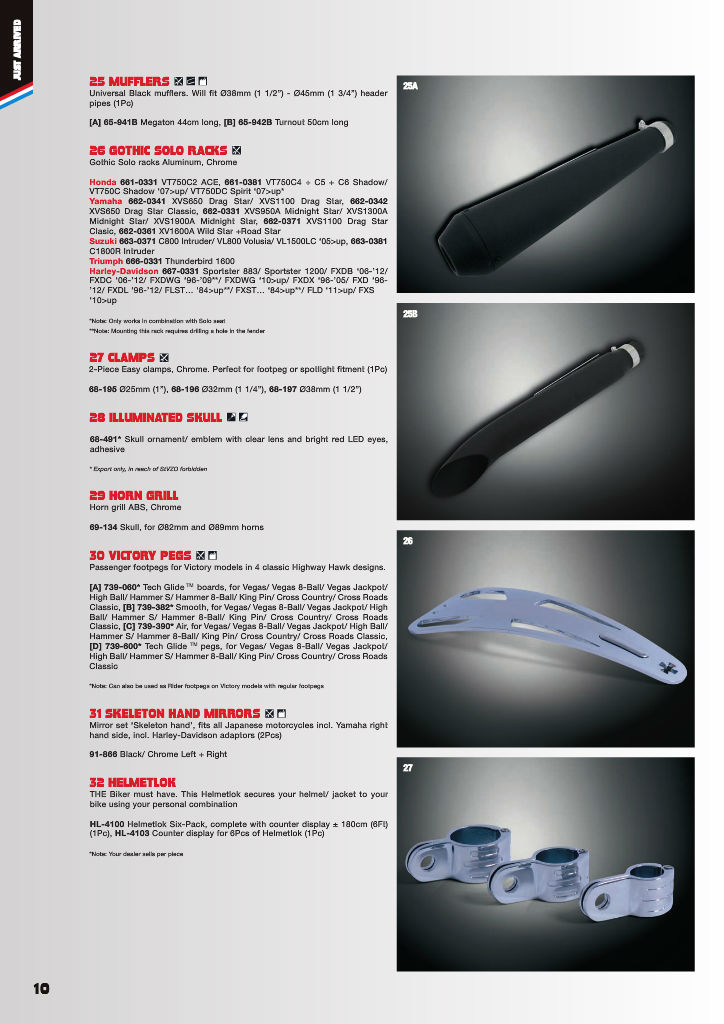 JUST ARRIVED
25 MUFFLERS
Universal Black mufflers. Will fit Ø38mm (1 1/2”) - Ø45mm (1 3/4”) header
pipes (1Pc)
[A] 65-941B Megaton 44cm long, [B] 65-942B Turnout 50cm long
26 GOTHIC SOLO RACKS
Gothic Solo racks Aluminum, Chrome
Honda 661-0331 VT750C2 ACE, 661-0381 VT750C4 ÷ C5 + C6 Shadow/
VT750C Shadow '07>up/ VT750DC Spirit '07>up*
Yamaha 662-0341 XVS650 Drag Star/ XVS1100 Drag Star, 662-0342
XVS650 Drag Star Classic, 662-0331 XVS950A Midnight Star/ XVS1300A
Midnight Star/ XVS1900A Midnight Star, 662-0371 XVS1100 Drag Star
Clasic, 662-0361 XV1600A Wild Star +Road Star
Suzuki 663-0371 C800 Intruder/ VL800 Volusia/ VL1500LC '05>up, 663-0381
C1800R Intruder
Triumph 666-0331 Thunderbird 1600
Harley-Davidson 667-0331 Sportster 883/ Sportster 1200/ FXDB '06-'12/
FXDC '06-'12/ FXDWG '96-'09**/ FXDWG '10>up/ FXDX '96-'05/ FXD '96-
'12/ FXDL '96-'12/ FLST... '84>up**/ FXST... '84>up**/ FLD '11>up/ FXS
'10>up
*Note: Only works in combination with Solo seat
**Note: Mounting this rack requires drilling a hole in the fender
27 CLAMPS
2-Piece Easy clamps, Chrome. Perfect for footpeg or spotlight fitment (1Pc)
68-195 Ø25mm (1”), 68-196 Ø32mm (1 1/4”), 68-197 Ø38mm (1 1/2”)
28 ILLUMINATED SKULL
68-491* Skull ornament/ emblem with clear lens and bright red LED eyes,
adhesive
* Export only, in reach of StVZO forbidden
29 HORN GRILL
Horn grill ABS, Chrome
69-134 Skull, for Ø82mm and Ø89mm horns
30 VICTORY PEGS
Passenger footpegs for Victory models in 4 classic Highway Hawk designs.
[A] 739-060* Tech Glide™ boards, for Vegas/ Vegas 8-Ball/ Vegas Jackpot/
High Ball/ Hammer S/ Hammer 8-Ball/ King Pin/ Cross Country/ Cross Roads
Classic, [B] 739-382* Smooth, for Vegas/ Vegas 8-Ball/ Vegas Jackpot/ High
Ball/ Hammer S/ Hammer 8-Ball/ King Pin/ Cross Country/ Cross Roads
Classic, [C] 739-390* Air, for Vegas/ Vegas 8-Ball/ Vegas Jackpot/ High Ball/
Hammer S/ Hammer 8-Ball/ King Pin/ Cross Country/ Cross Roads Classic,
[D] 739-600* Tech Glide ™ pegs, for Vegas/ Vegas 8-Ball/ Vegas Jackpot/
High Ball/ Hammer S/ Hammer 8-Ball/ King Pin/ Cross Country/ Cross Roads
Classic
*Note: Can also be used as Rider footpegs on Victory models with regular footpegs
31 SKELETON HAND MIRRORS
Mirror set 'Skeleton hand', fits all Japanese motorcycles incl. Yamaha right
hand side, incl. Harley-Davidson adaptors (2Pcs)
91-866 Black/ Chrome Left + Right
32 HELMETLOK
THE Biker must have. This Helmetlok secures your helmet/ jacket to your
bike using your personal combination
HL-4100 Helmetlok Six-Pack, complete with counter display ± 180cm (6Ft)
(1Pc), HL-4103 Counter display for 6Pcs of Helmetlok (1Pc)
*Note: Your dealer sells per piece
25A
25B
26
27
10